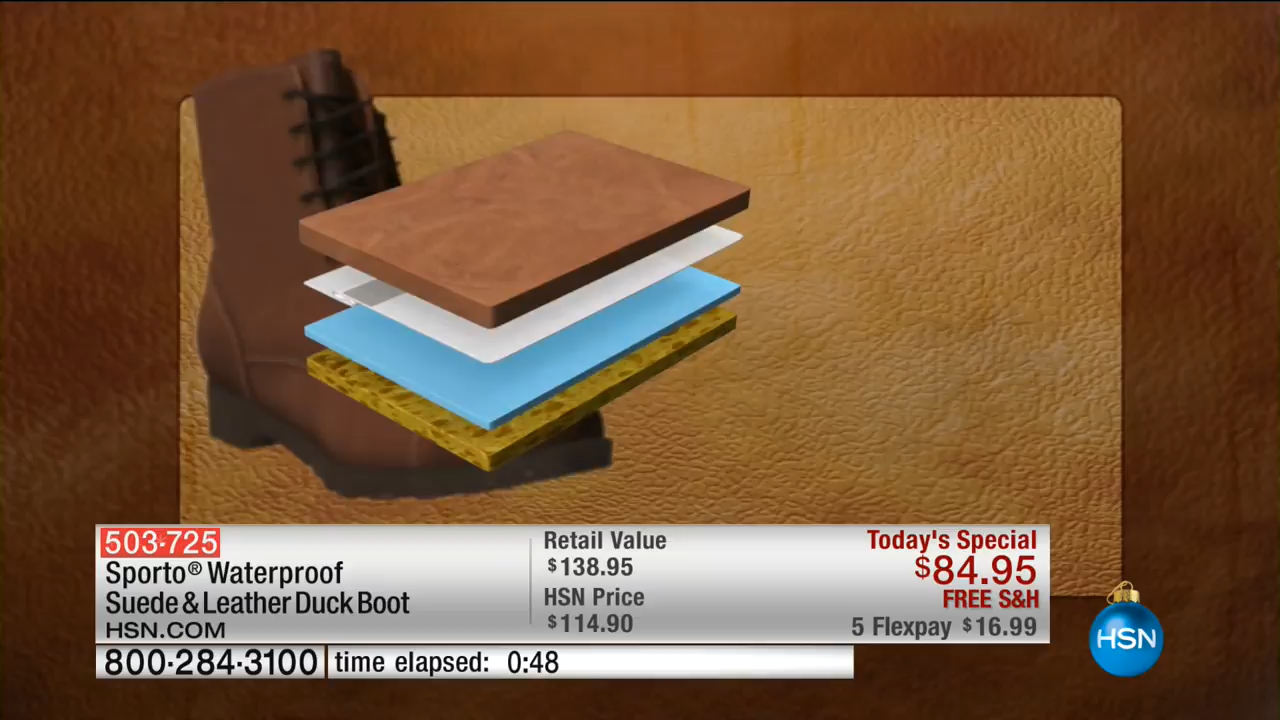 503-725
Sporto® Waterproof
Suede & Leather Duck Boot
HSN.COM
Retail Value
$138.95
HSN Price
$114.90
Today's Special
$84.95
FREE S&H
5 Flexpay $16.99
HSN
800·284·3100
time elapsed: 0:48